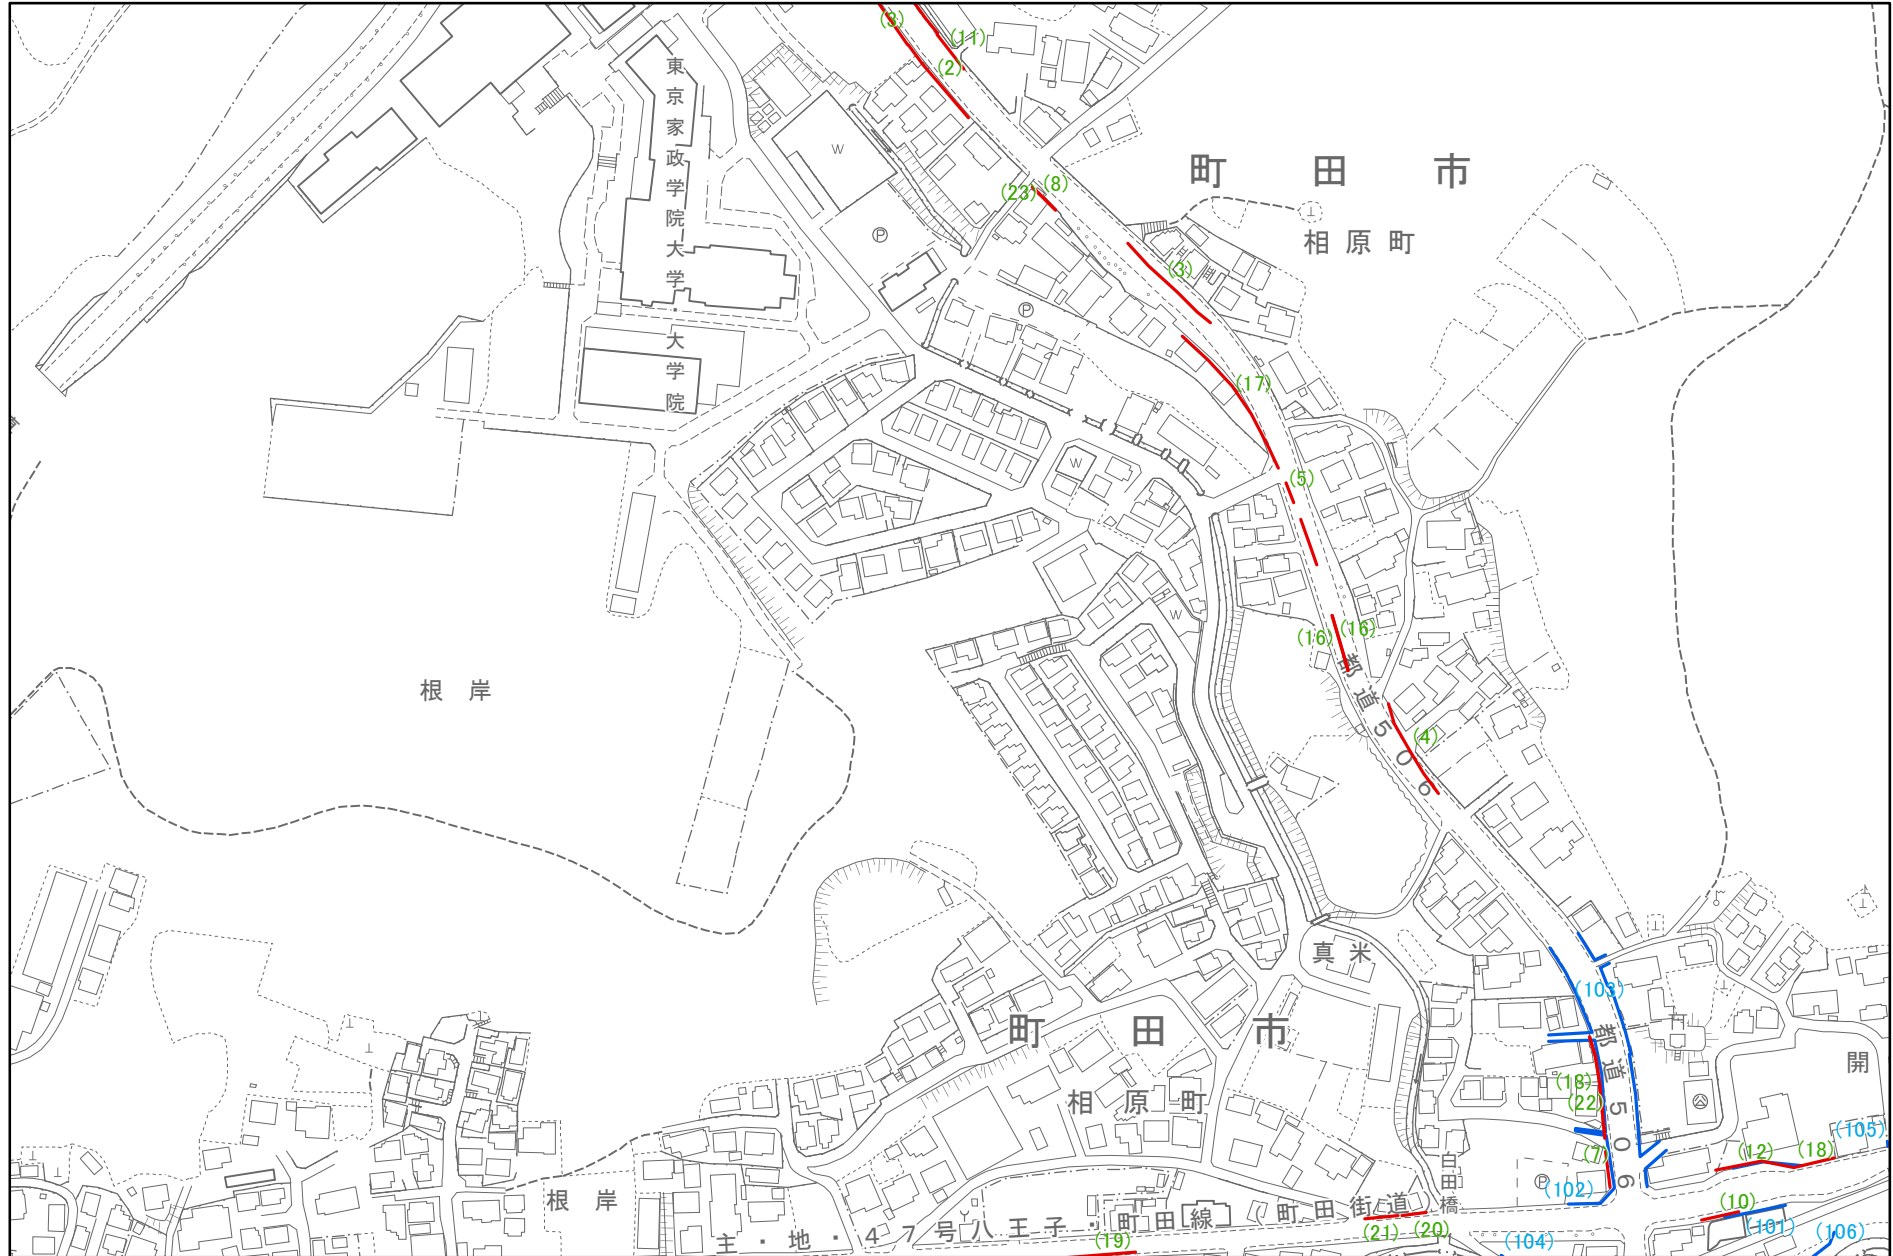 (3)
(11)
(2)
東京家政学院大学・大学院
W
町田市
(23)
(8)
P
相原町
(3)
P
(17)
W
(5)
W
(16)
(16)
都道506
根岸
(4)
真米
(103)
町田市
都道506
開
(18)
相原町
(22)
(105)
(12)
(18)
(7)
白田橋
P
(102)
根岸
主・地・47号八王子・町田線(町田街道
(10)
(101)
(21)
(20)
(106)
(19)
(104)